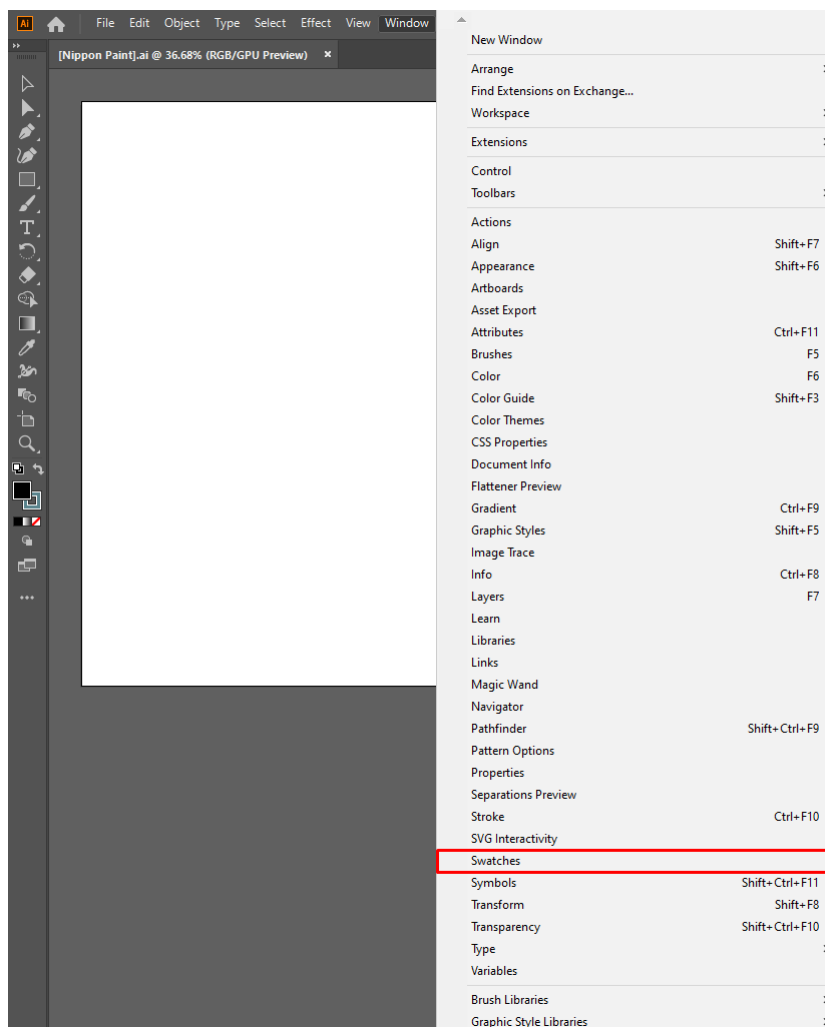 Ai File Edit Object Type Select Effect View Window
[Nippon Paint].ai @ 36.68% (RGB/GPU Preview) ×
New Window
Arrange
Find Extensions on Exchange...
Workspace
Extensions
Control
Toolbars
Actions
Align Shift+F7
Appearance Shift+F6
Artboards
Asset Export
Attributes Ctrl+F11
Brushes F5
Color F6
Color Guide Shift+F3
Color Themes
CSS Properties
Document Info
Flattener Preview
Gradient Ctrl+F9
Graphic Styles Shift+F5
Image Trace
Info Ctrl+F8
Layers F7
Learn
Libraries
Links
Magic Wand
Navigator
Pathfinder Shift+Ctrl+F9
Pattern Options
Properties
Separations Preview
Stroke Ctrl+F10
SVG Interactivity
Swatches
Symbols Shift+Ctrl+F11
Transform Shift+F8
Transparency Shift+Ctrl+F10
Type
Variables
Brush Libraries
Graphic Style Libraries